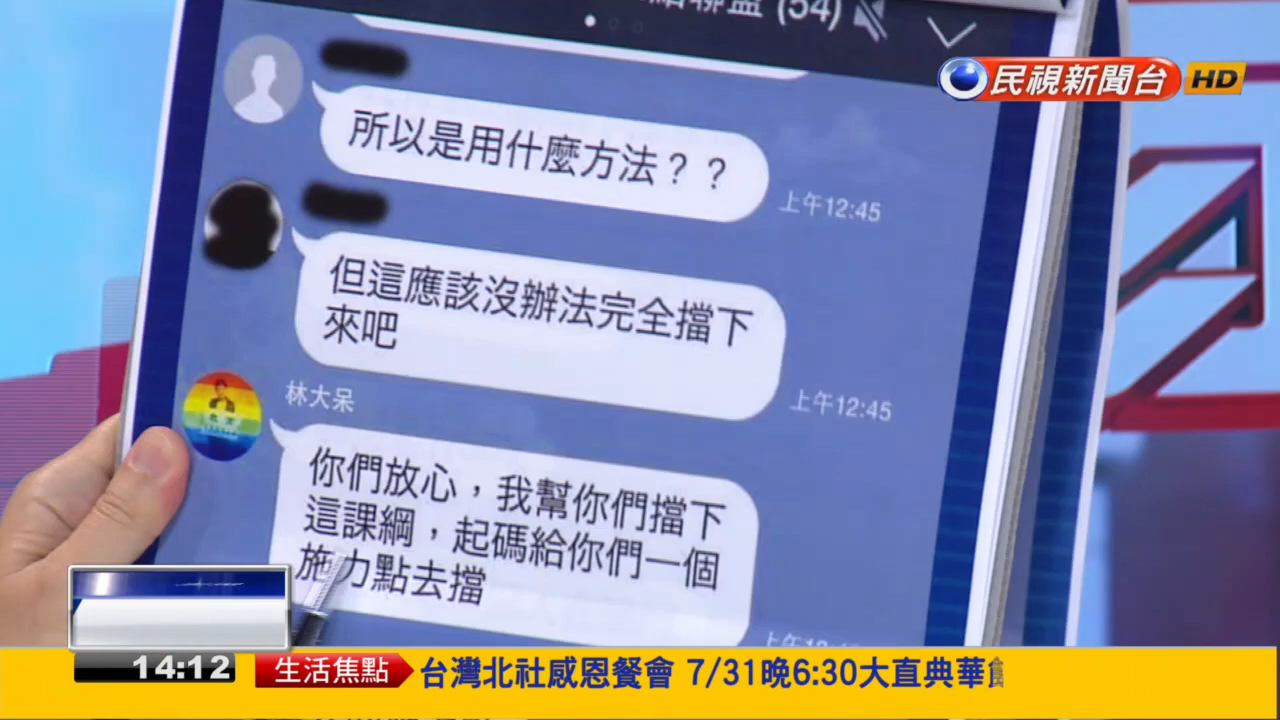 聯盟 (54)
民視新聞台 HD
所以是用什麼方法？？
上午12:45
但這應該沒辦法完全擋下
來吧
上午12:45
林大呆
你們放心，我幫你們擋下
這課綱，起碼給你們一個
施力點去擋
14:12
生活焦點
台灣北社感恩餐會 7/31晚6:30大直典華